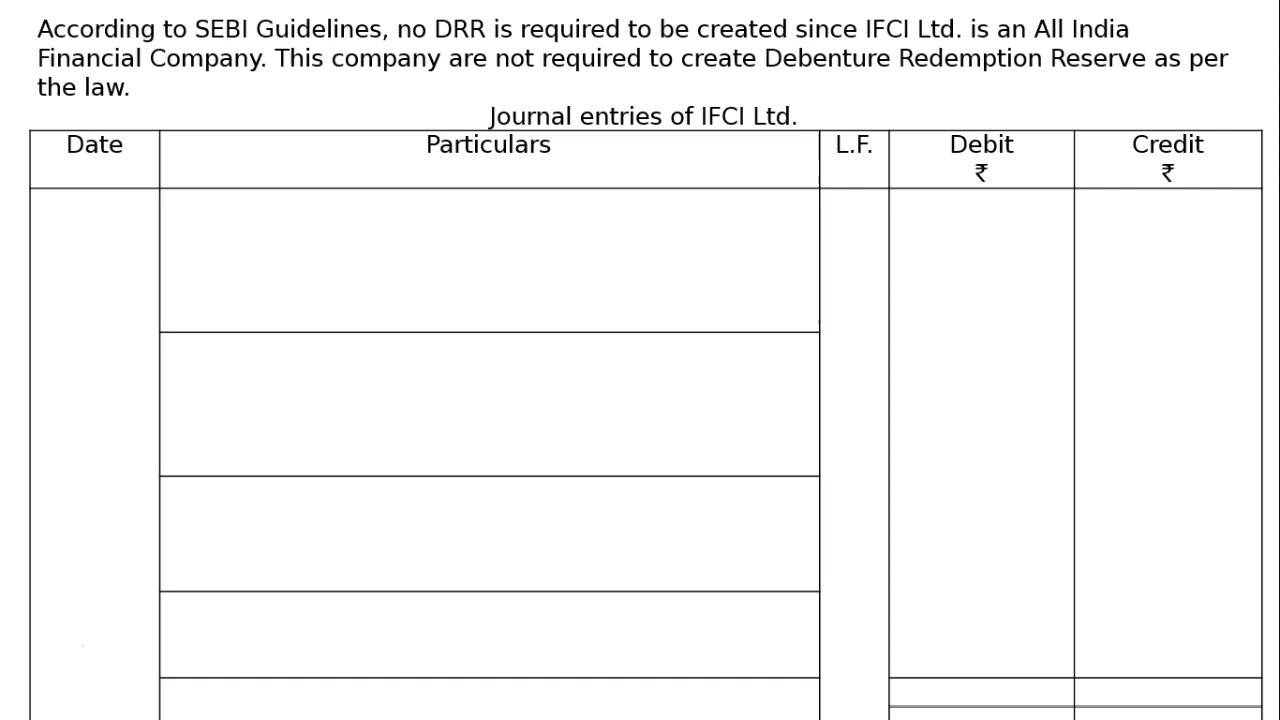 According to SEBI Guidelines, no DRR is required to be created since IFCI Ltd. is an All India
Financial Company. This company are not required to create Debenture Redemption Reserve as per
the law.
Journal entries of IFCI Ltd.
Date Particulars L.F. Debit Credit
₹ ₹